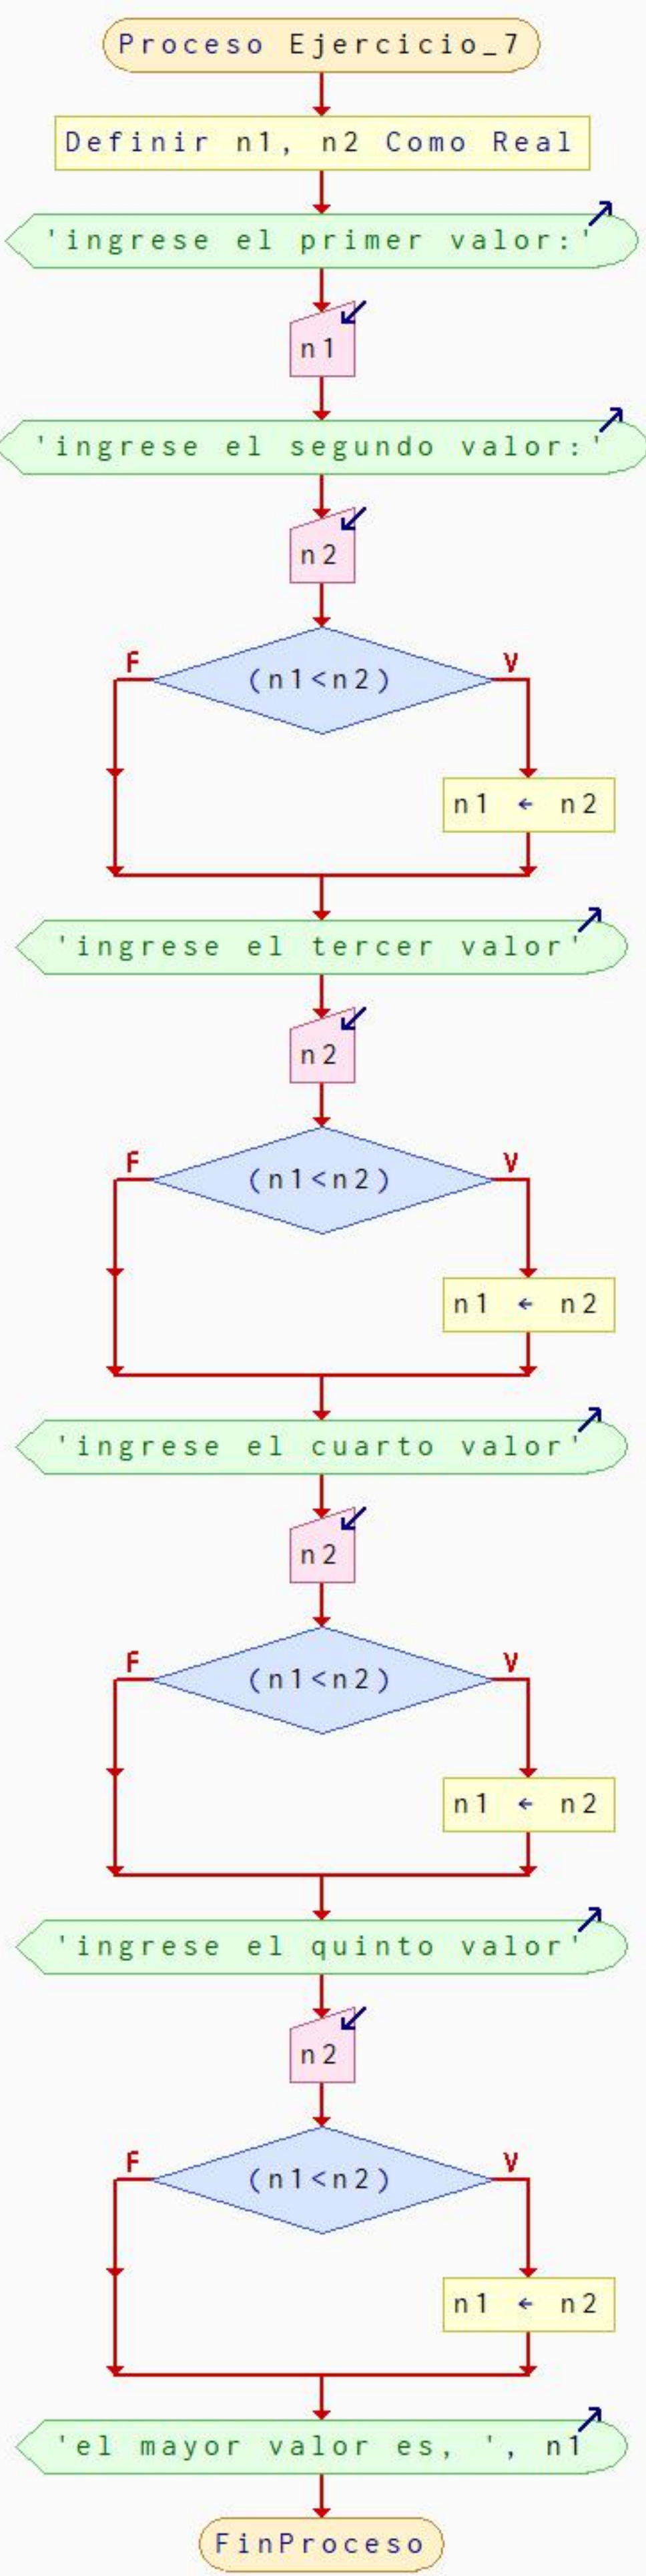 Proceso Ejercicio_7
Definir n1, n2 Como Real
'ingrese el primer valor:'
n1
'ingrese el segundo valor:'
n2
F
(n1<n2)
V
n1 ← n2
'ingrese el tercer valor'
n2
F
(n1<n2)
V
n1 ← n2
'ingrese el cuarto valor'
n2
F
(n1<n2)
V
n1 ← n2
'ingrese el quinto valor'
n2
F
(n1<n2)
V
n1 ← n2
'el mayor valor es, ', n1
FinProceso